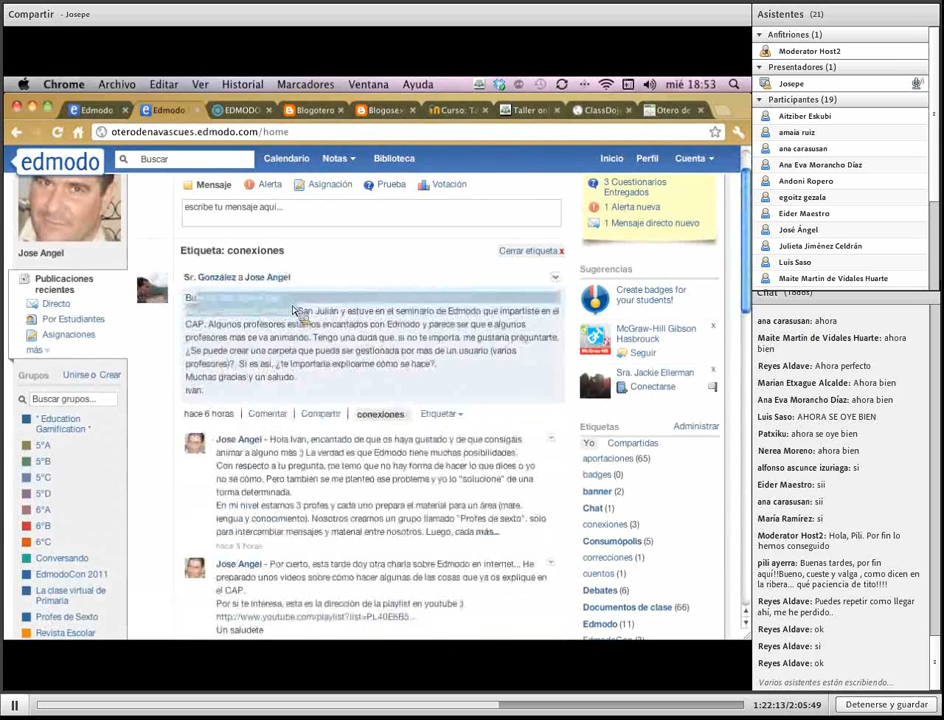 Compartir - Josepe
Chrome Archivo Editar Ver Historial Marcadores Ventana Ayuda mié 18:53
Edmodo Edmodo EDMODO Blogotero Blogose Curso: T Taller on ClassDo Otero de
oterodenavascues.edmodo.com/home
edmodo Buscar Calendario Notas Biblioteca Inicio Perfil Cuenta
Jose Angel
Publicaciones
recientes
Directo
Por Estudiantes
Asignaciones
más
Grupos Unirse o Crear
Buscar grupos...
* Education
Gamification *
5ºA
5ºB
5ºC
5ºD
6ºA
6ºB
6ºC
Conversando
EdmodoCon 2011
La clase virtual de
Primaria
Profes de Sexto
Revista Escolar
Mensaje Alerta Asignación Prueba Votación
escribe tu mensaje aquí...
Etiqueta: conexiones Cerrar etiqueta x
Sr. González a Jose Angel
San Julián y estuve en el seminario de Edmodo que impartiste en el
CAP. Algunos profesores estamos encantados con Edmodo y parece ser que algunos
profesores más se va animando. Tengo una duda que, si no te importa, me gustaría preguntarte.
¿Se puede crear una carpeta que pueda ser gestionada por mas de un usuario (varios
profesores)? Si es así, ¿te importaría explicarme cómo se hace?.
Muchas gracias y un saludo.
Iván.
hace 6 horas Comentar Compartir conexiones Etiquetar
Jose Angel - Hola Ivan, encantado de que os haya gustado y de que consigáis
animar a alguno más ;) La verdad es que Edmodo tiene muchas posibilidades.
Con respecto a tu pregunta, me temo que no hay forma de hacer lo que dices o yo
no sé cómo. Pero también se me planteó ese problema y yo lo "solucioné" de una
forma determinada.
En mi nivel estamos 3 profes y cada uno prepara el material para un área (mate,
lengua y conocimiento). Nosotros creamos un grupo llamado "Profes de sexto", solo
para intercambiar mensajes y material entre nosotros. Luego, cada más...
hace 3 horas
Jose Angel - Por cierto, esta tarde doy otra charla sobre Edmodo en internet... He
preparado unos vídeos sobre cómo hacer algunas de las cosas que ya os expliqué en
el CAP.
Por si te interesa, esta es la dirección de la playlist en youtube ;)
http://www.youtube.com/playlist?list=PL40E5B5...
Un saludete
3 Cuestionarios
Entregados
1 Alerta nueva
1 Mensaje directo nuevo
Sugerencias
Create badges for
your students!
McGraw-Hill Gibson
Hasbrouck
Seguir
Sra. Jackie Ellerman
Conectarse
Etiquetas Administrar
Yo Compartidas
aportaciones (65)
badges (0)
banner (2)
Chat (1)
conexiones (3)
Consumópolis (5)
correcciones (1)
cuentos (1)
Debates (6)
Documentos de clase (66)
Edmodo (11)
Asistentes (21)
Anfitriones (1)
Moderator Host2
Presentadores (1)
Josepe
Participantes (19)
Aitziber Eskubi
amaia ruiz
ana carasusan
Ana Eva Morancho Díaz
Andoni Ropero
egoitz gezala
Eider Maestro
José Ángel
Julieta Jiménez Celdrán
Luis Saso
Maite Martin de Vidales Huarte
Chat (Todos)
ana carasusan: ahora
Maite Martin de Vidales Huarte: ahora
bien
Reyes Aldave: Ahora perfecto
Marian Etxague Alcalde: Ahora bien
Ana Eva Morancho Díaz: ahora bien
Luis Saso: AHORA SE OYE BIEN
Patxiku: ahora se oye bien
Nerea Moreno: ahora bien
alfonso ascunce izuriaga: si
Eider Maestro: sii
ana carasusan: sii
María Ramírez: si
Moderator Host2: Hola, Pili. Por fin lo
hemos conseguido
pili ayerra: Buenas tardes, por fin
aquí!!Bueno, cueste y valga , como dicen en
la ribera... qué paciencia de tito!!!!
Reyes Aldave: Puedes repetir como llegar
ahí, me he perdido..
Reyes Aldave: ok
Reyes Aldave: si
Reyes Aldave: ok
Varios asistentes están escribiendo...
1:22:13/2:05:49 Detenerse y guardar